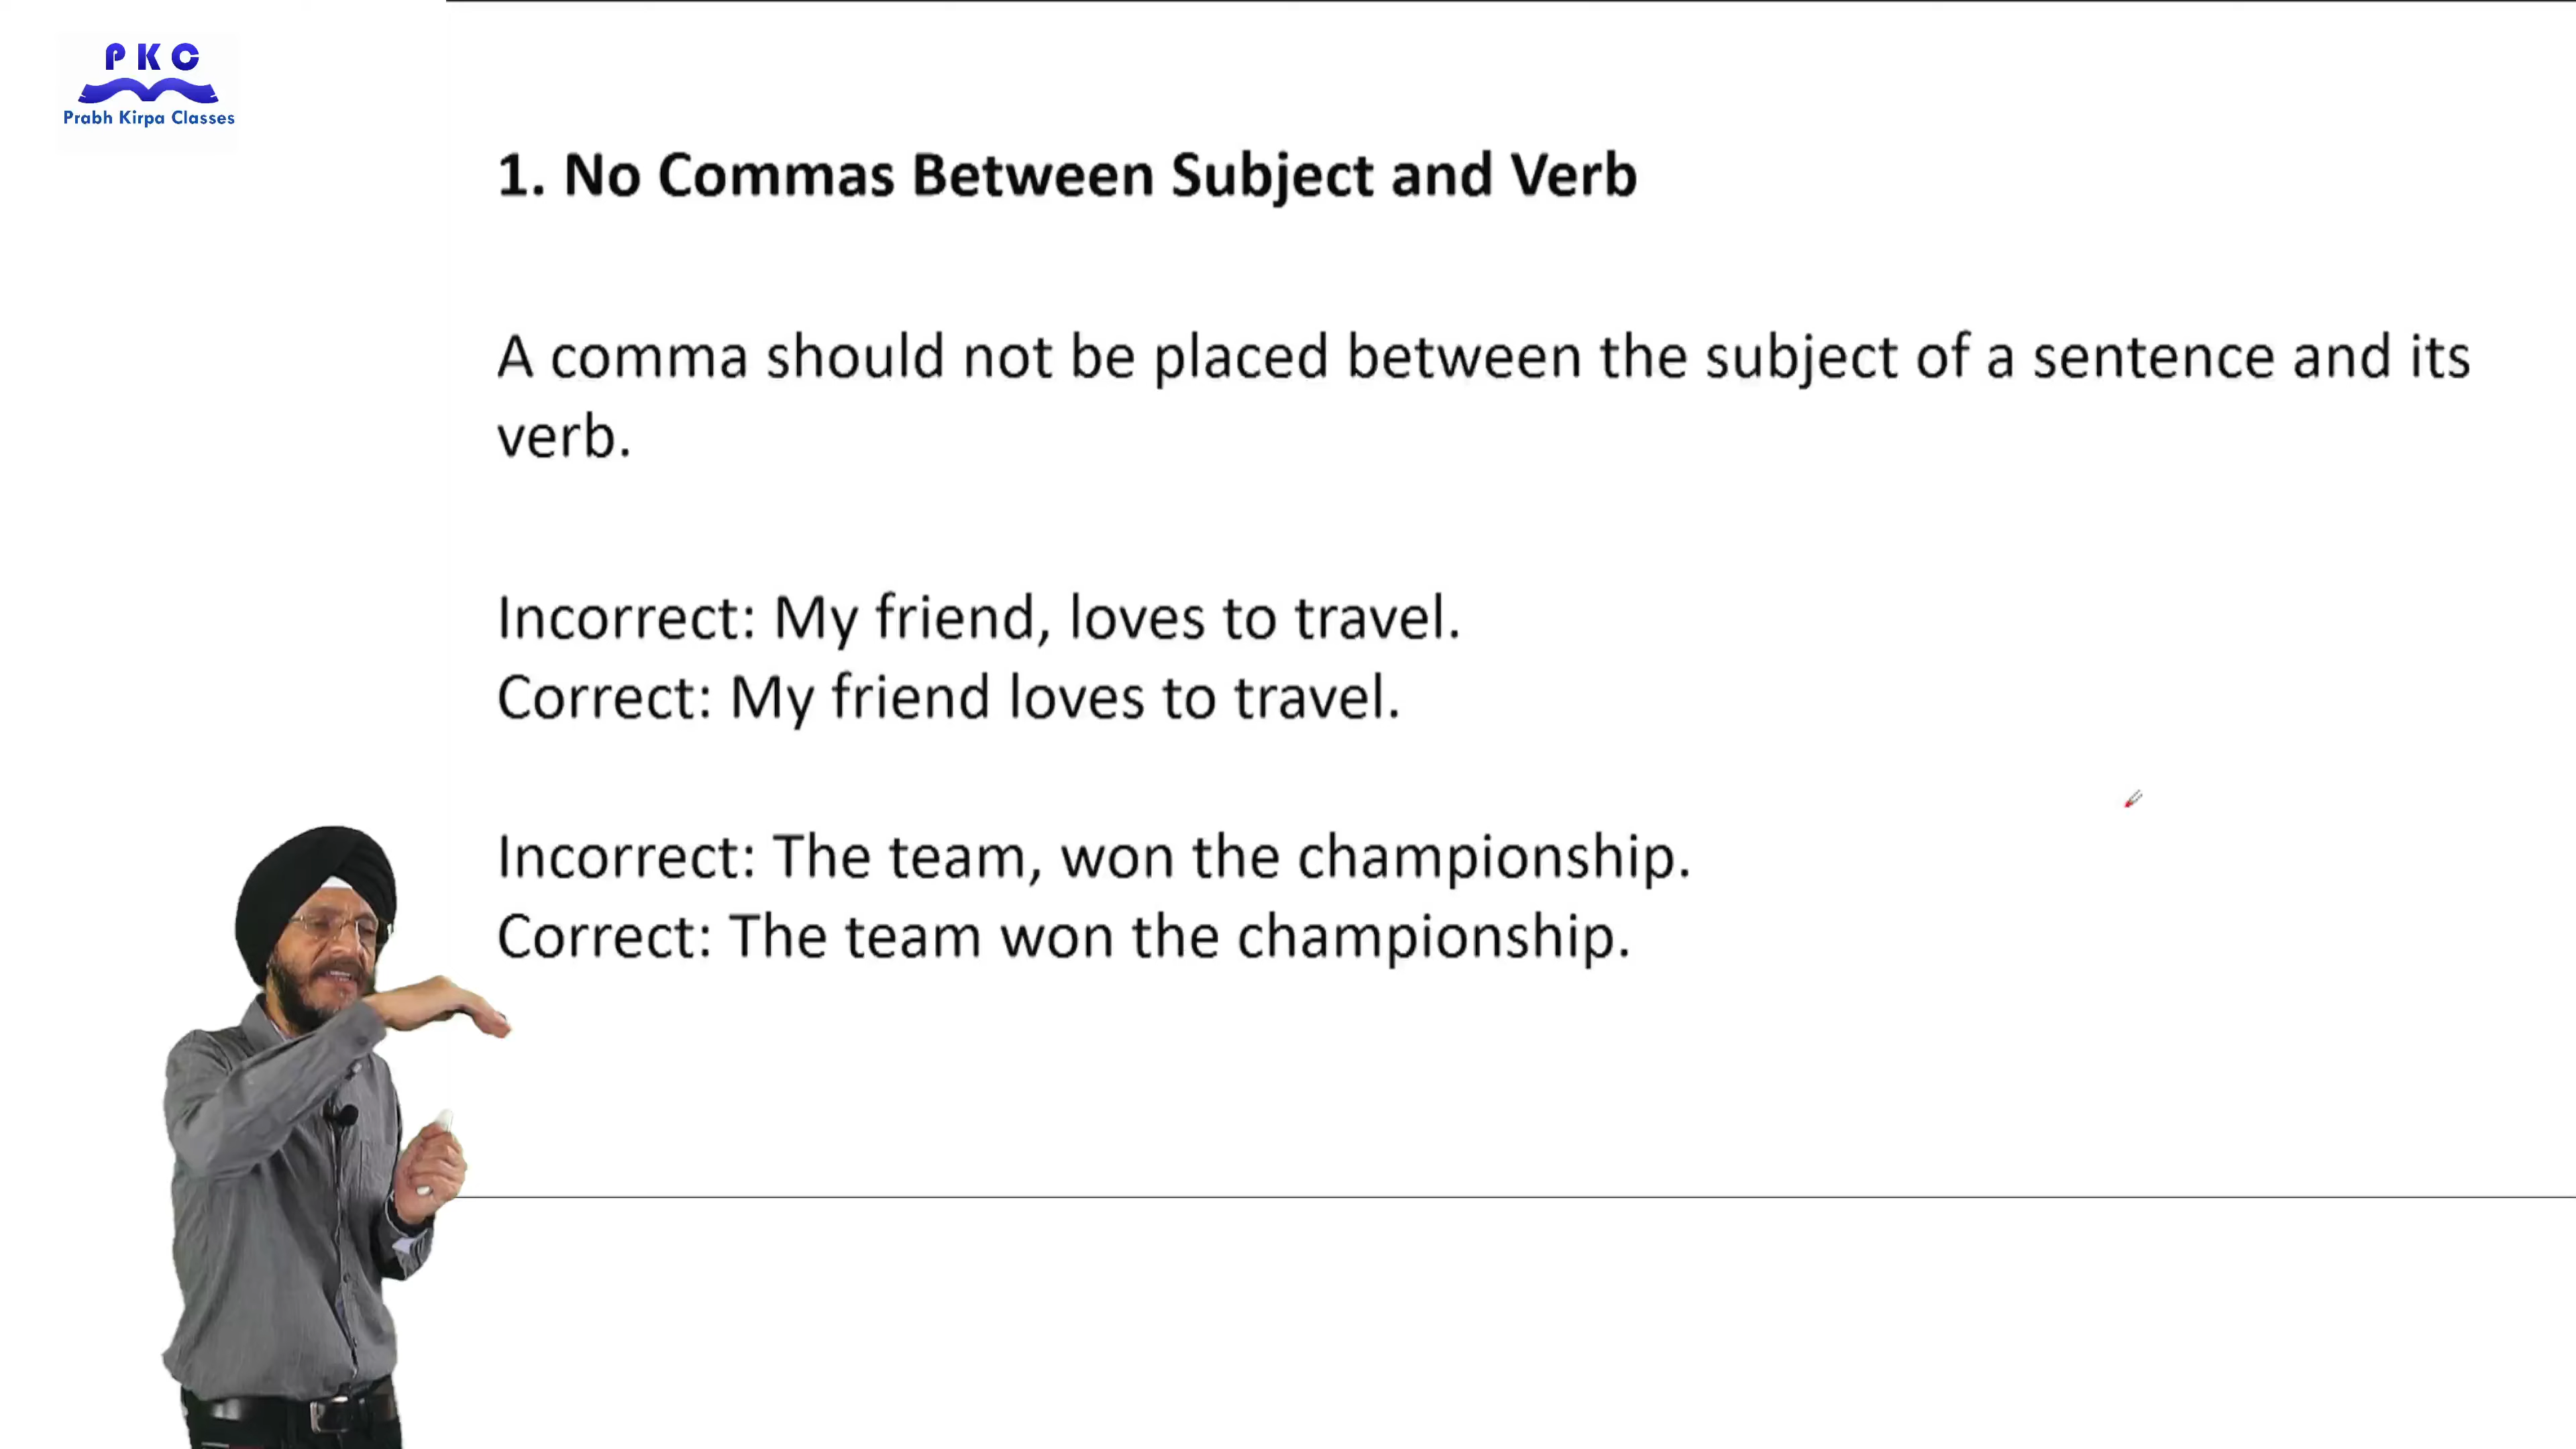 P K C
Prabh Kirpa Classes
1. No Commas Between Subject and Verb
A comma should not be placed between the subject of a sentence and its
verb.
Incorrect: My friend, loves to travel.
Correct: My friend loves to travel.
Incorrect: The team, won the championship.
Correct: The team won the championship.